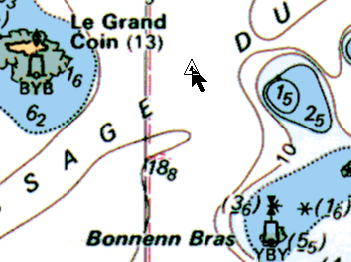 Le Grand
Coin (13)
D U
BYB
1₆
6₂
1₅
2₅
S A G E
18₈
10
(3₆)
(1₆)
Bonnenn Bras
YBY
(5₅)